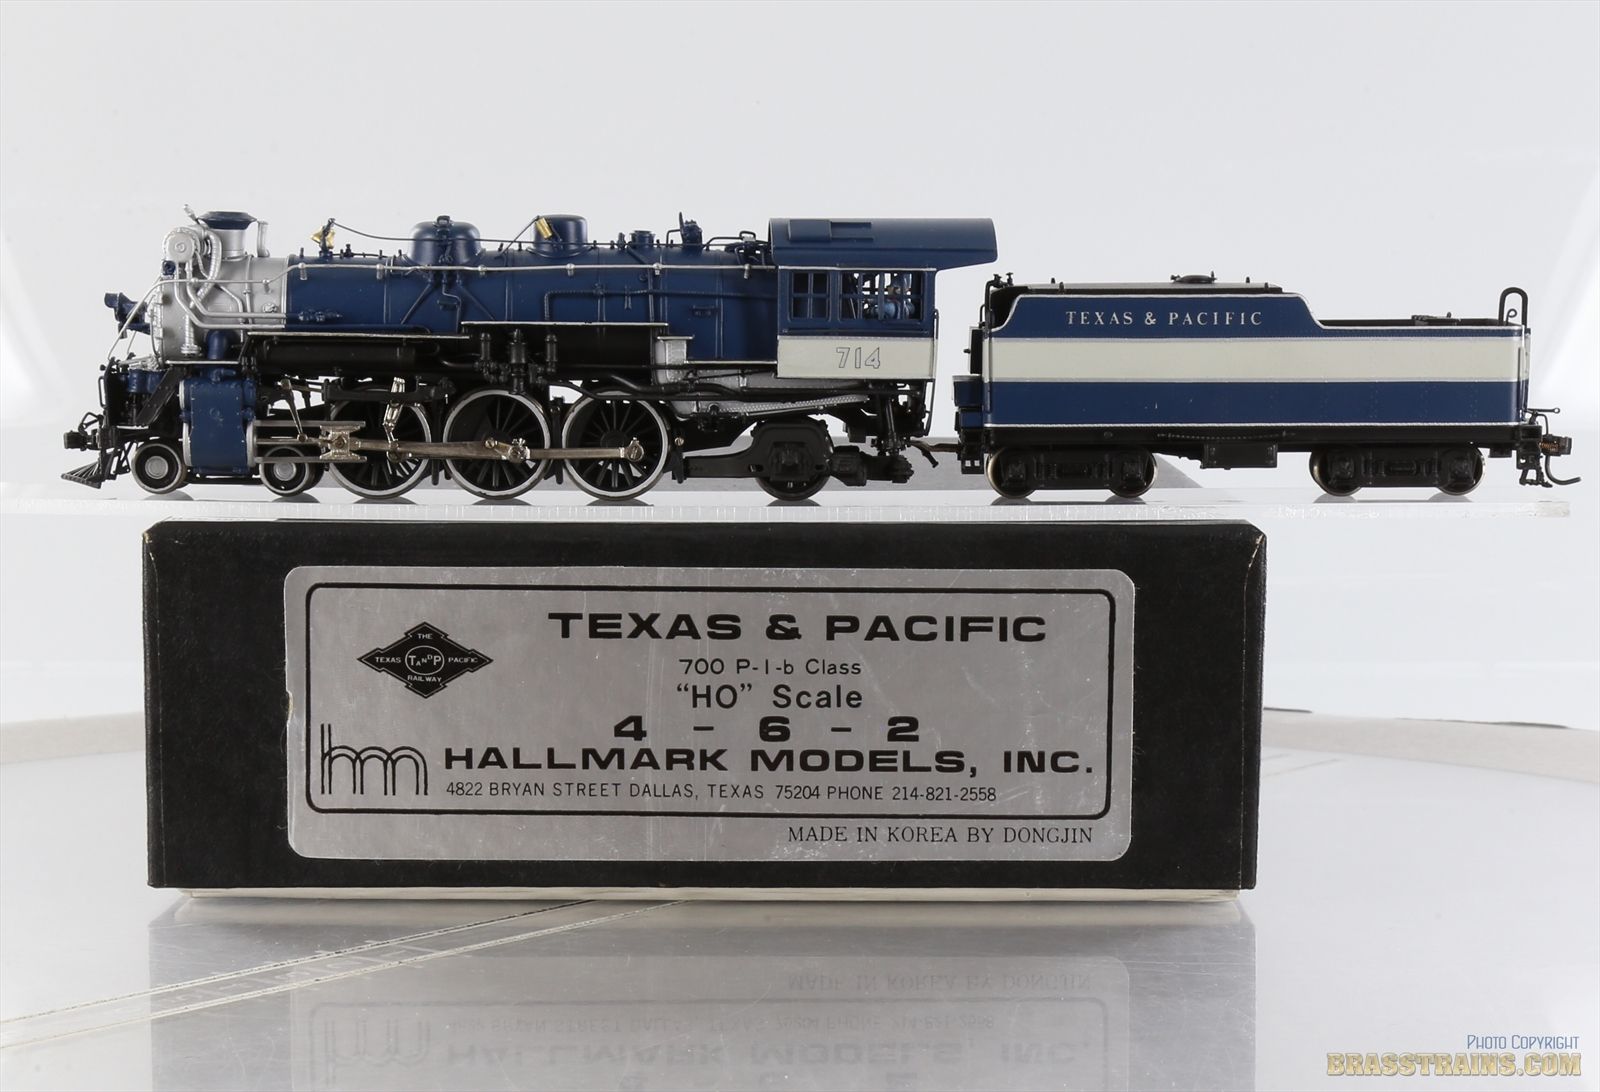 TEXAS & PACIFIC
714
TEXAS & PACIFIC
700 P-1-b Class
"HO" Scale
4 - 6 - 2
HALLMARK MODELS, INC.
4822 BRYAN STREET DALLAS, TEXAS 75204 PHONE 214-821-2558
MADE IN KOREA BY DONGJIN
THE
TEXAS TANDP PACIFIC
RAILWAY
hm
PHOTO COPYRIGHT
BRASSTRAINS.COM